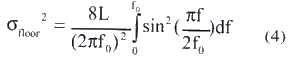 σ_floor² = 8L/(2πf₀)² ∫₀^f₀ sin²(πf/2f₀)df (4)